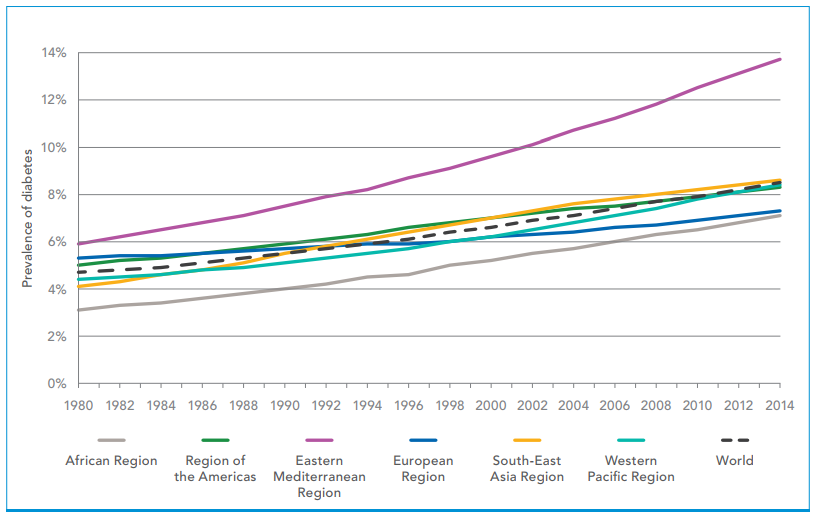 14%
12%
10%
8%
6%
4%
2%
0%
Prevalence of diabetes
1980 1982 1984 1986 1988 1990 1992 1994 1996 1998 2000 2002 2004 2006 2008 2010 2012 2014
African Region
Region of
the Americas
Eastern
Mediterranean
Region
European
Region
South-East
Asia Region
Western
Pacific Region
World